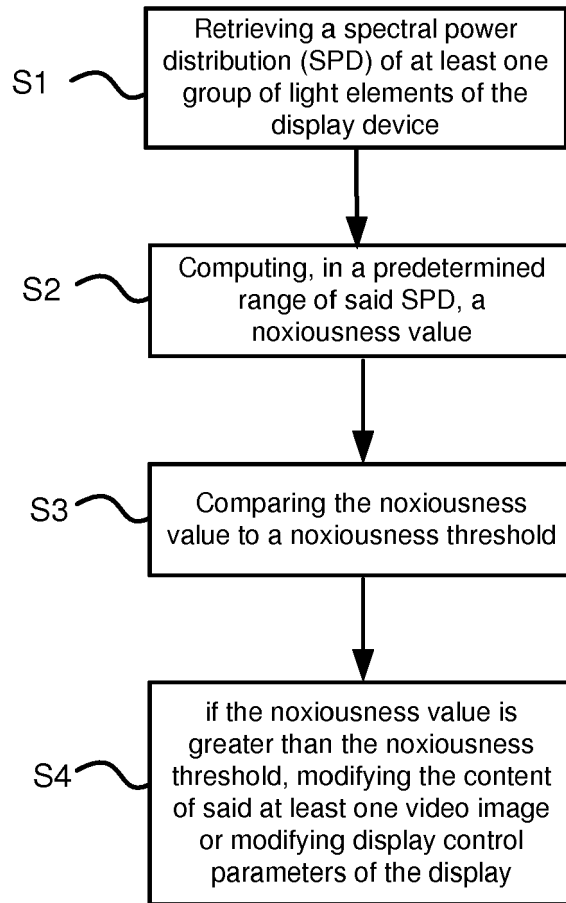 S1
Retrieving a spectral power
distribution (SPD) of at least one
group of light elements of the
display device
S2
Computing, in a predetermined
range of said SPD, a
noxiousness value
S3
Comparing the noxiousness
value to a noxiousness threshold
S4
if the noxiousness value is
greater than the noxiousness
threshold, modifying the content
of said at least one video image
or modifying display control
parameters of the display